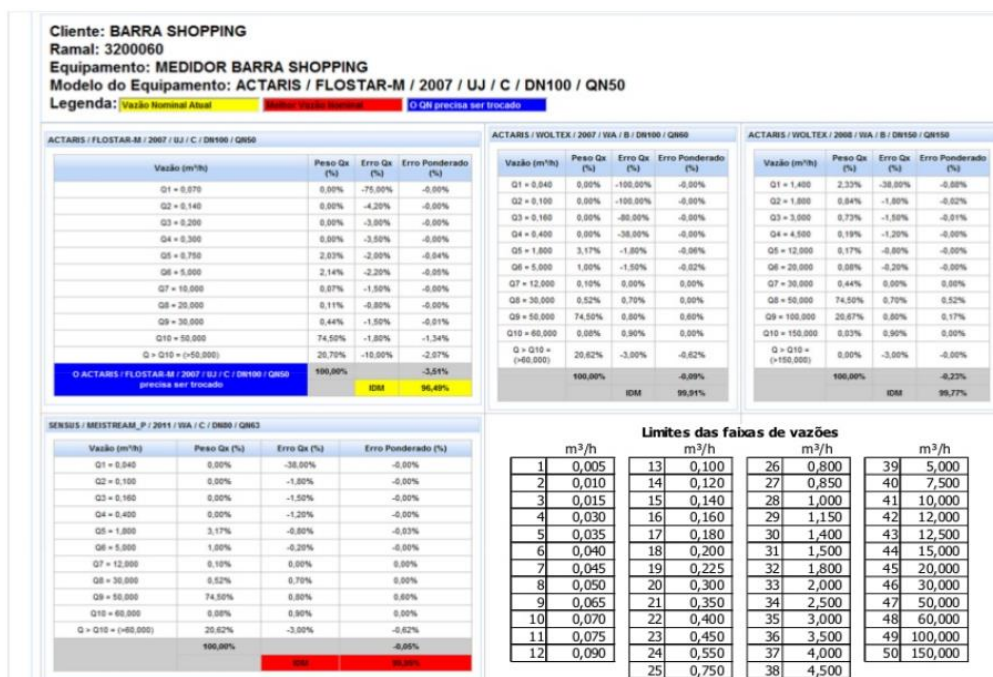 Cliente: BARRA SHOPPING
Ramal: 3200060
Equipamento: MEDIDOR BARRA SHOPPING
Modelo do Equipamento: ACTARIS / FLOSTAR-M / 2007 / UJ / C / DN100 / QN50
Legenda: Vazão Nominal Atual Melhor Vazão Nominal O QN precisa ser trocado
ACTARIS / FLOSTAR-M / 2007 / UJ / C / DN100 / QN50
Vazão (m³/h) Peso Qx (%) Erro Qx (%) Erro Ponderado (%)
Q1 = 0,070 0,00% -75,00% -0,00%
Q2 = 0,140 0,00% -4,20% -0,00%
Q3 = 0,200 0,00% -3,00% -0,00%
Q4 = 0,300 0,00% -3,50% -0,00%
Q5 = 0,750 2,03% -2,00% -0,04%
Q6 = 5,000 2,14% -2,20% -0,05%
Q7 = 10,000 0,07% -1,50% -0,00%
Q8 = 20,000 0,11% -0,80% -0,00%
Q9 = 30,000 0,44% -1,50% -0,01%
Q10 = 50,000 74,50% -1,80% -1,34%
Q > Q10 = (>50,000) 20,70% -10,00% -2,07%
O ACTARIS / FLOSTAR-M / 2007 / UJ / C / DN100 / QN50 100,00% -3,51%
precisa ser trocado IDM 96,49%
ACTARIS / WOLTEX / 2007 / WA / B / DN100 / QN60
Vazão (m³/h) Peso Qx (%) Erro Qx (%) Erro Ponderado (%)
Q1 = 0,040 0,00% -100,00% -0,00%
Q2 = 0,100 0,00% -100,00% -0,00%
Q3 = 0,160 0,00% -80,00% -0,00%
Q4 = 0,400 0,00% -38,00% -0,00%
Q5 = 1,800 3,17% -1,80% -0,06%
Q6 = 5,000 1,00% -1,50% -0,02%
Q7 = 12,000 0,10% 0,00% 0,00%
Q8 = 30,000 0,52% 0,70% 0,00%
Q9 = 50,000 74,50% 0,80% 0,60%
Q10 = 60,000 0,08% 0,90% 0,00%
Q > Q10 = (>60,000) 20,62% -3,00% -0,62%
100,00% -0,09%
IDM 99,91%
ACTARIS / WOLTEX / 2008 / WA / B / DN150 / QN150
Vazão (m³/h) Peso Qx (%) Erro Qx (%) Erro Ponderado (%)
Q1 = 1,400 2,33% -38,00% -0,88%
Q2 = 1,800 0,84% -1,80% -0,02%
Q3 = 3,000 0,73% -1,50% -0,01%
Q4 = 4,500 0,19% -1,20% -0,00%
Q5 = 12,000 0,17% -0,80% -0,00%
Q6 = 20,000 0,08% -0,20% -0,00%
Q7 = 30,000 0,44% 0,00% 0,00%
Q8 = 50,000 74,50% 0,70% 0,52%
Q9 = 100,000 20,67% 0,80% 0,17%
Q10 = 150,000 0,03% 0,90% 0,00%
Q > Q10 = (>150,000) 0,00% -3,00% -0,00%
100,00% -0,23%
IDM 99,77%
SENSUS / MEISTREAM_P / 2011 / WA / C / DN80 / QN63
Vazão (m³/h) Peso Qx (%) Erro Qx (%) Erro Ponderado (%)
Q1 = 0,040 0,00% -38,00% -0,00%
Q2 = 0,100 0,00% -1,80% -0,00%
Q3 = 0,160 0,00% -1,50% -0,00%
Q4 = 0,400 0,00% -1,20% -0,00%
Q5 = 1,800 3,17% -0,80% -0,03%
Q6 = 5,000 1,00% -0,20% -0,00%
Q7 = 12,000 0,10% 0,00% 0,00%
Q8 = 30,000 0,52% 0,70% 0,00%
Q9 = 50,000 74,50% 0,80% 0,60%
Q10 = 60,000 0,08% 0,90% 0,00%
Q > Q10 = (>60,000) 20,62% -3,00% -0,62%
100,00% -0,05%
IDM
Limites das faixas de vazões
m³/h m³/h m³/h m³/h
1 0,005 13 0,100 26 0,800 39 5,000
2 0,010 14 0,120 27 0,850 40 7,500
3 0,015 15 0,140 28 1,000 41 10,000
4 0,030 16 0,160 29 1,150 42 12,000
5 0,035 17 0,180 30 1,400 43 12,500
6 0,040 18 0,200 31 1,500 44 15,000
7 0,045 19 0,225 32 1,800 45 20,000
8 0,050 20 0,300 33 2,000 46 30,000
9 0,065 21 0,350 34 2,500 47 50,000
10 0,070 22 0,400 35 3,000 48 60,000
11 0,075 23 0,450 36 3,500 49 100,000
12 0,090 24 0,550 37 4,000 50 150,000
25 0,750 38 4,500